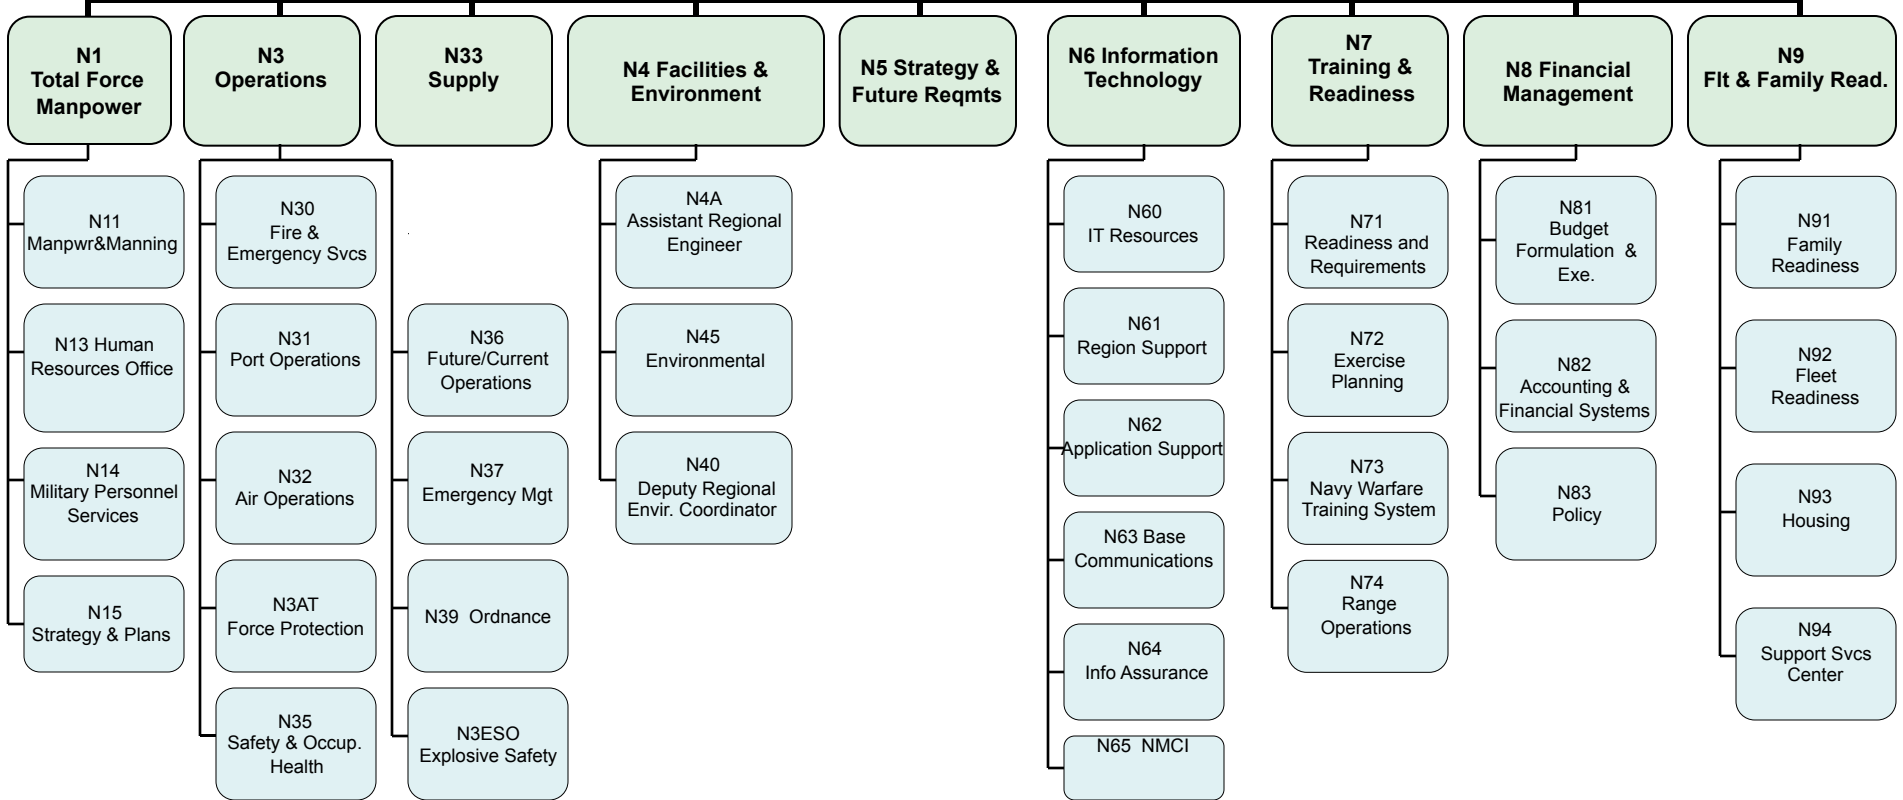 N1
Total Force
Manpower
N3
Operations
N33
Supply
N4 Facilities &
Environment
N5 Strategy &
Future Reqmts
N6 Information
Technology
N7
Training &
Readiness
N8 Financial
Management
N9
Flt & Family Read.
N11
Manpwr&Manning
N13 Human
Resources Office
N14
Military Personnel
Services
N15
Strategy & Plans
N30
Fire &
Emergency Svcs
N31
Port Operations
N32
Air Operations
N3AT
Force Protection
N35
Safety & Occup.
Health
N36
Future/Current
Operations
N37
Emergency Mgt
N39  Ordnance
N3ESO
Explosive Safety
N4A
Assistant Regional
Engineer
N45
Environmental
N40
Deputy Regional
Envir. Coordinator
N60
IT Resources
N61
Region Support
N62
Application Support
N63 Base
Communications
N64
Info Assurance
N65  NMCI
N71
Readiness and
Requirements
N72
Exercise
Planning
N73
Navy Warfare
Training System
N74
Range
Operations
N81
Budget
Formulation  &
Exe.
N82
Accounting &
Financial Systems
N83
Policy
N91
Family
Readiness
N92
Fleet
Readiness
N93
Housing
N94
Support Svcs
Center